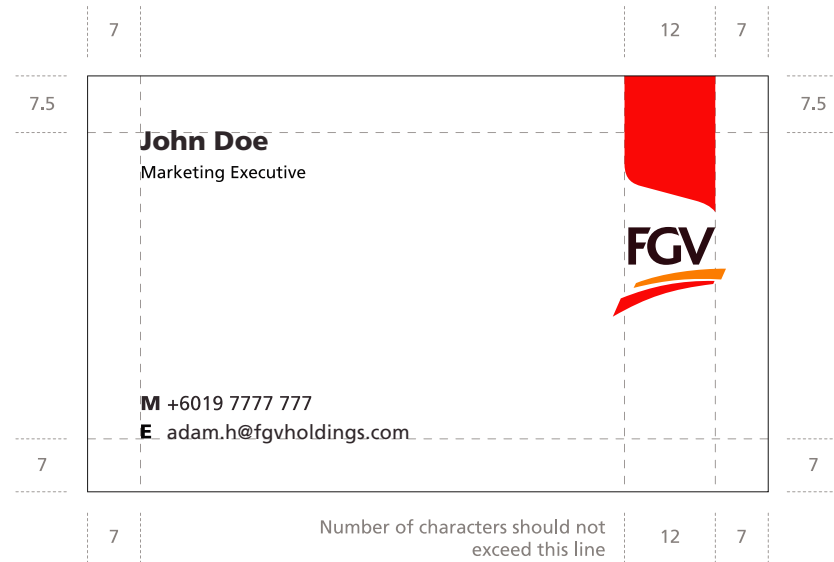 7 12 7
7.5 7.5
John Doe
Marketing Executive
FGV
M +6019 7777 777
E adam.h@fgvholdings.com
7 7
7 Number of characters should not 12 7
exceed this line